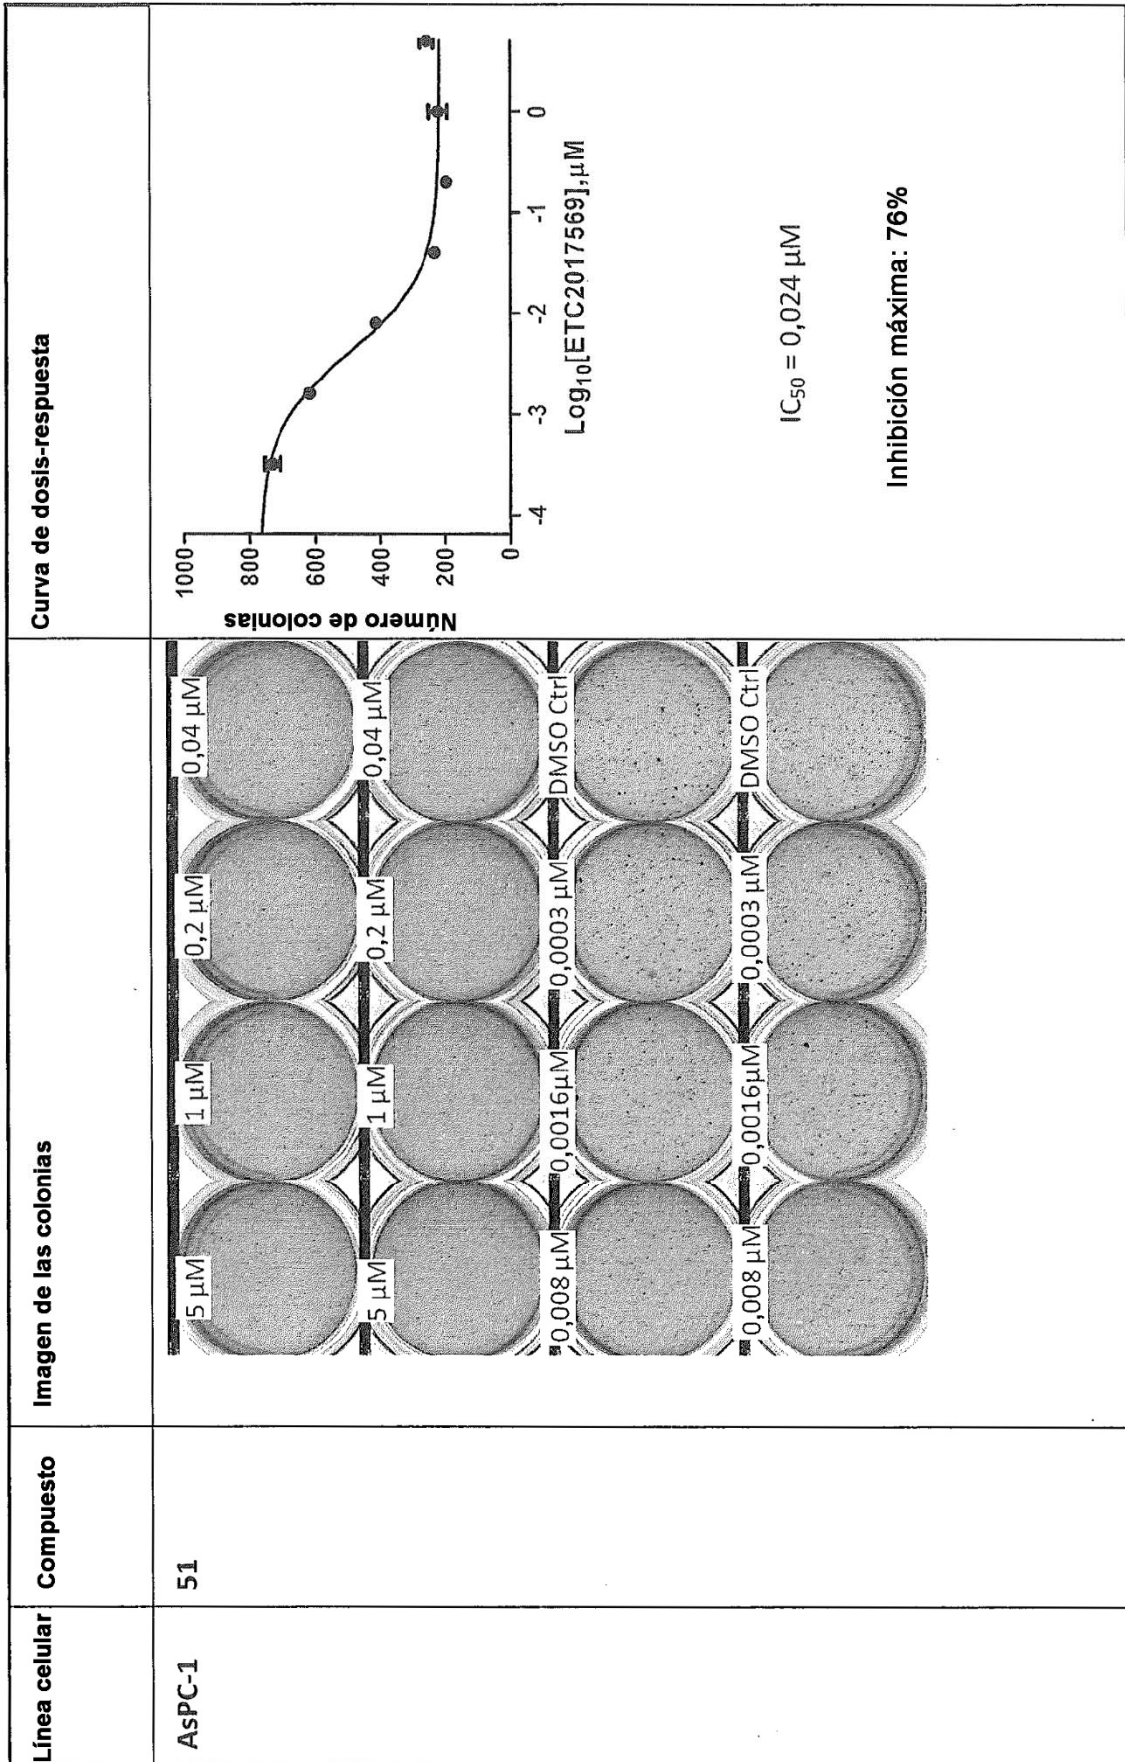 Línea celular
Compuesto
Imagen de las colonias
Curva de dosis-respuesta
AsPC-1
51
5 µM
1 µM
0,2 µM
0,04 µM
5 µM
1 µM
0,2 µM
0,04 µM
0,008 µM
0,0016µM
0,0003 µM
DMSO Ctrl
0,008 µM
0,0016µM
0,0003 µM
DMSO Ctrl
Número de colonias
1000
800
600
400
200
0
-4
-3
-2
-1
0
Log₁₀[ETC2017569],µM
IC₅₀ = 0,024 µM
Inhibición máxima: 76%